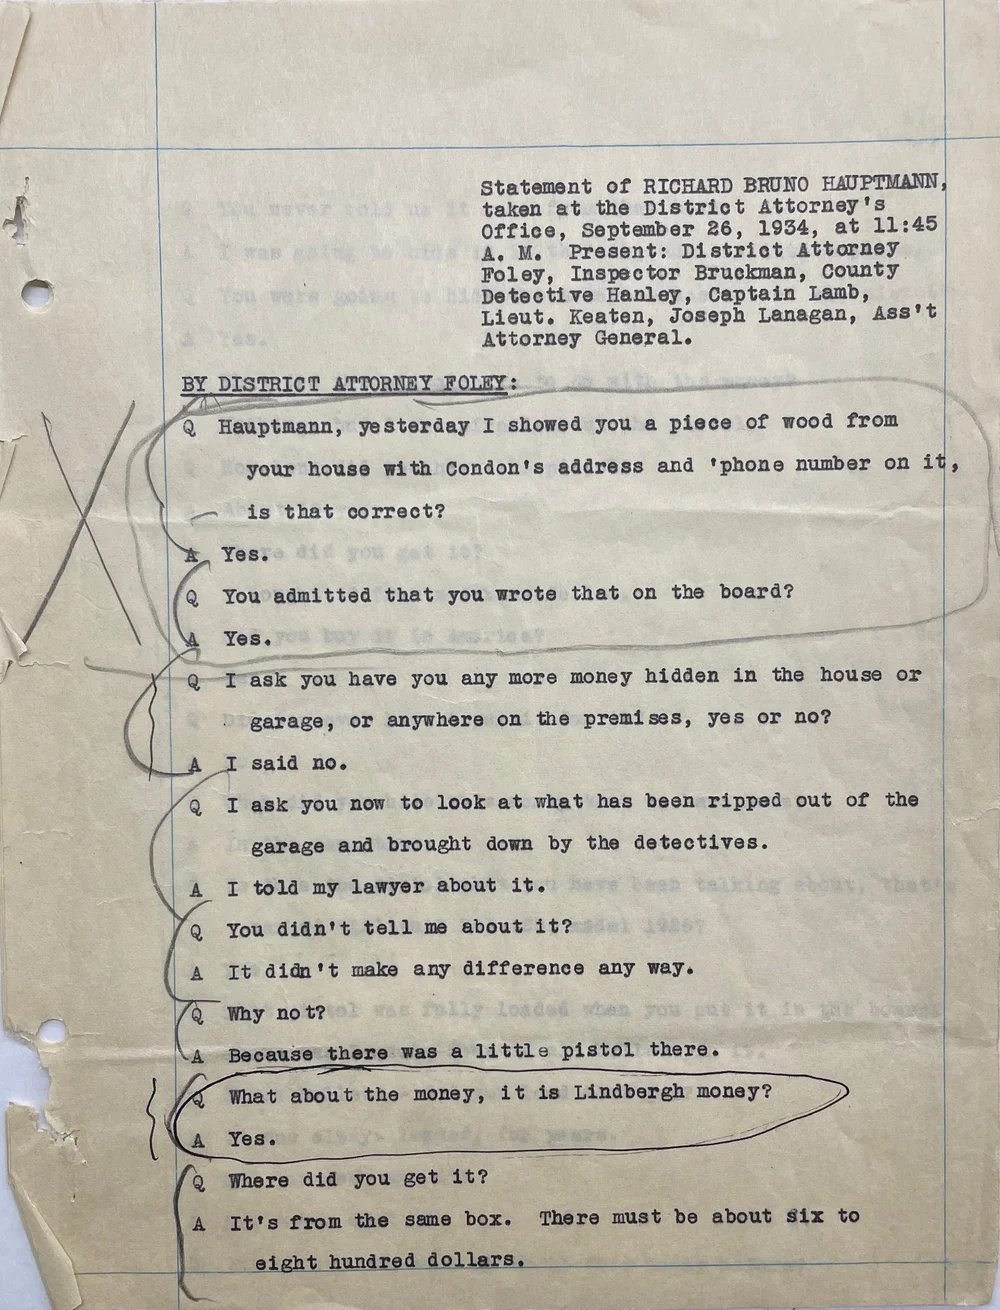 Statement of RICHARD BRUNO HAUPTMANN,
taken at the District Attorney's
Office, September 26, 1934, at 11:45
A. M. Present: District Attorney
Foley, Inspector Bruckman, County
Detective Hanley, Captain Lamb,
Lieut. Keaten, Joseph Lanagan, Ass't
Attorney General.
BY DISTRICT ATTORNEY FOLEY:
Q Hauptmann, yesterday I showed you a piece of wood from
your house with Condon's address and 'phone number on it,
is that correct?
A Yes.
Q You admitted that you wrote that on the board?
A Yes.
Q I ask you have you any more money hidden in the house or
garage, or anywhere on the premises, yes or no?
A I said no.
Q I ask you now to look at what has been ripped out of the
garage and brought down by the detectives.
A I told my lawyer about it.
Q You didn't tell me about it?
A It didn't make any difference any way.
Q Why not?
A Because there was a little pistol there.
Q What about the money, it is Lindbergh money?
A Yes.
Q Where did you get it?
A It's from the same box. There must be about six to
eight hundred dollars.